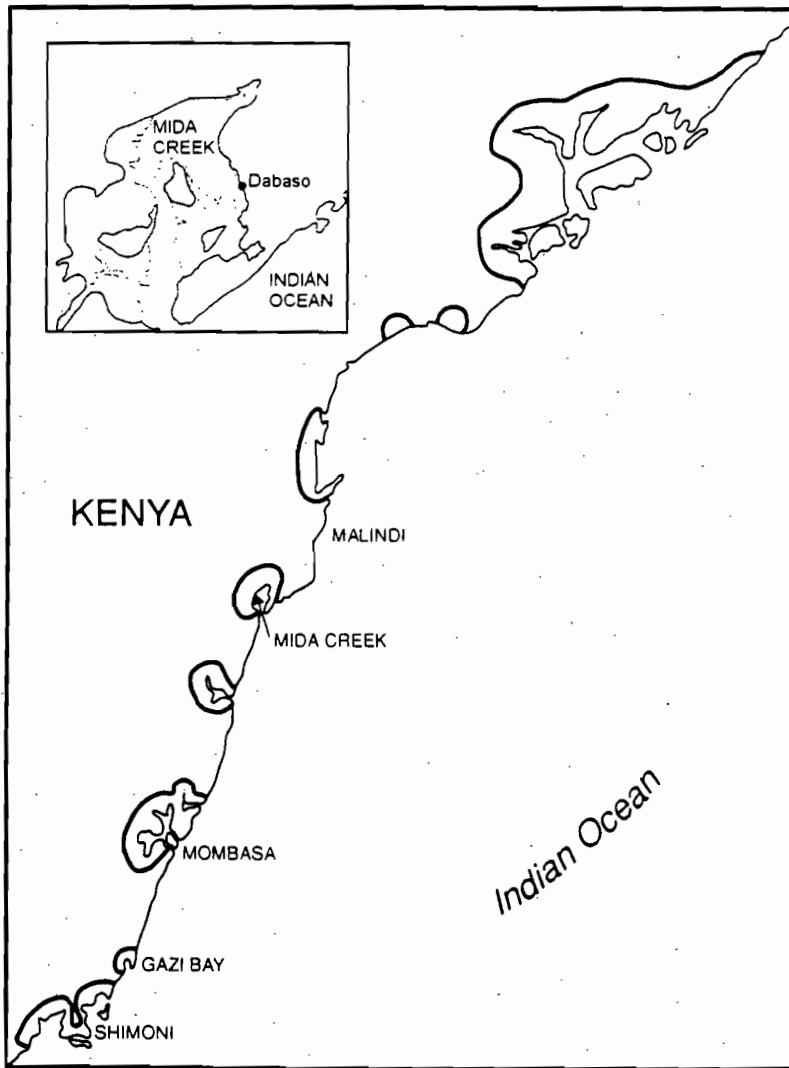 MIDA
CREEK
Dabaso
INDIAN
OCEAN
KENYA
MALINDI
MIDA CREEK
MOMBASA
Indian Ocean
GAZI BAY
SHIMONI